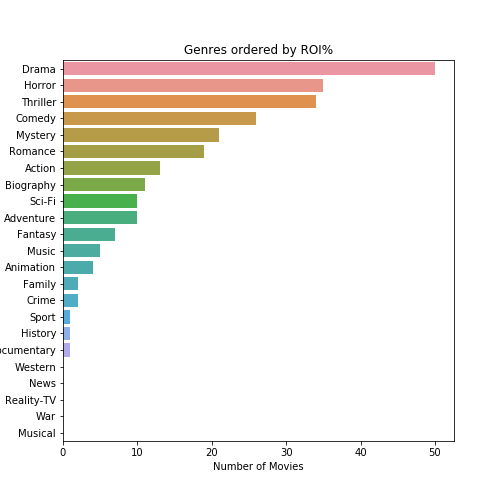 Genres ordered by ROI%
Drama
Horror
Thriller
Comedy
Mystery
Romance
Action
Biography
Sci-Fi
Adventure
Fantasy
Music
Animation
Family
Crime
Sport
History
ocumentary
Western
News
Reality-TV
War
Musical
0 10 20 30 40 50
Number of Movies